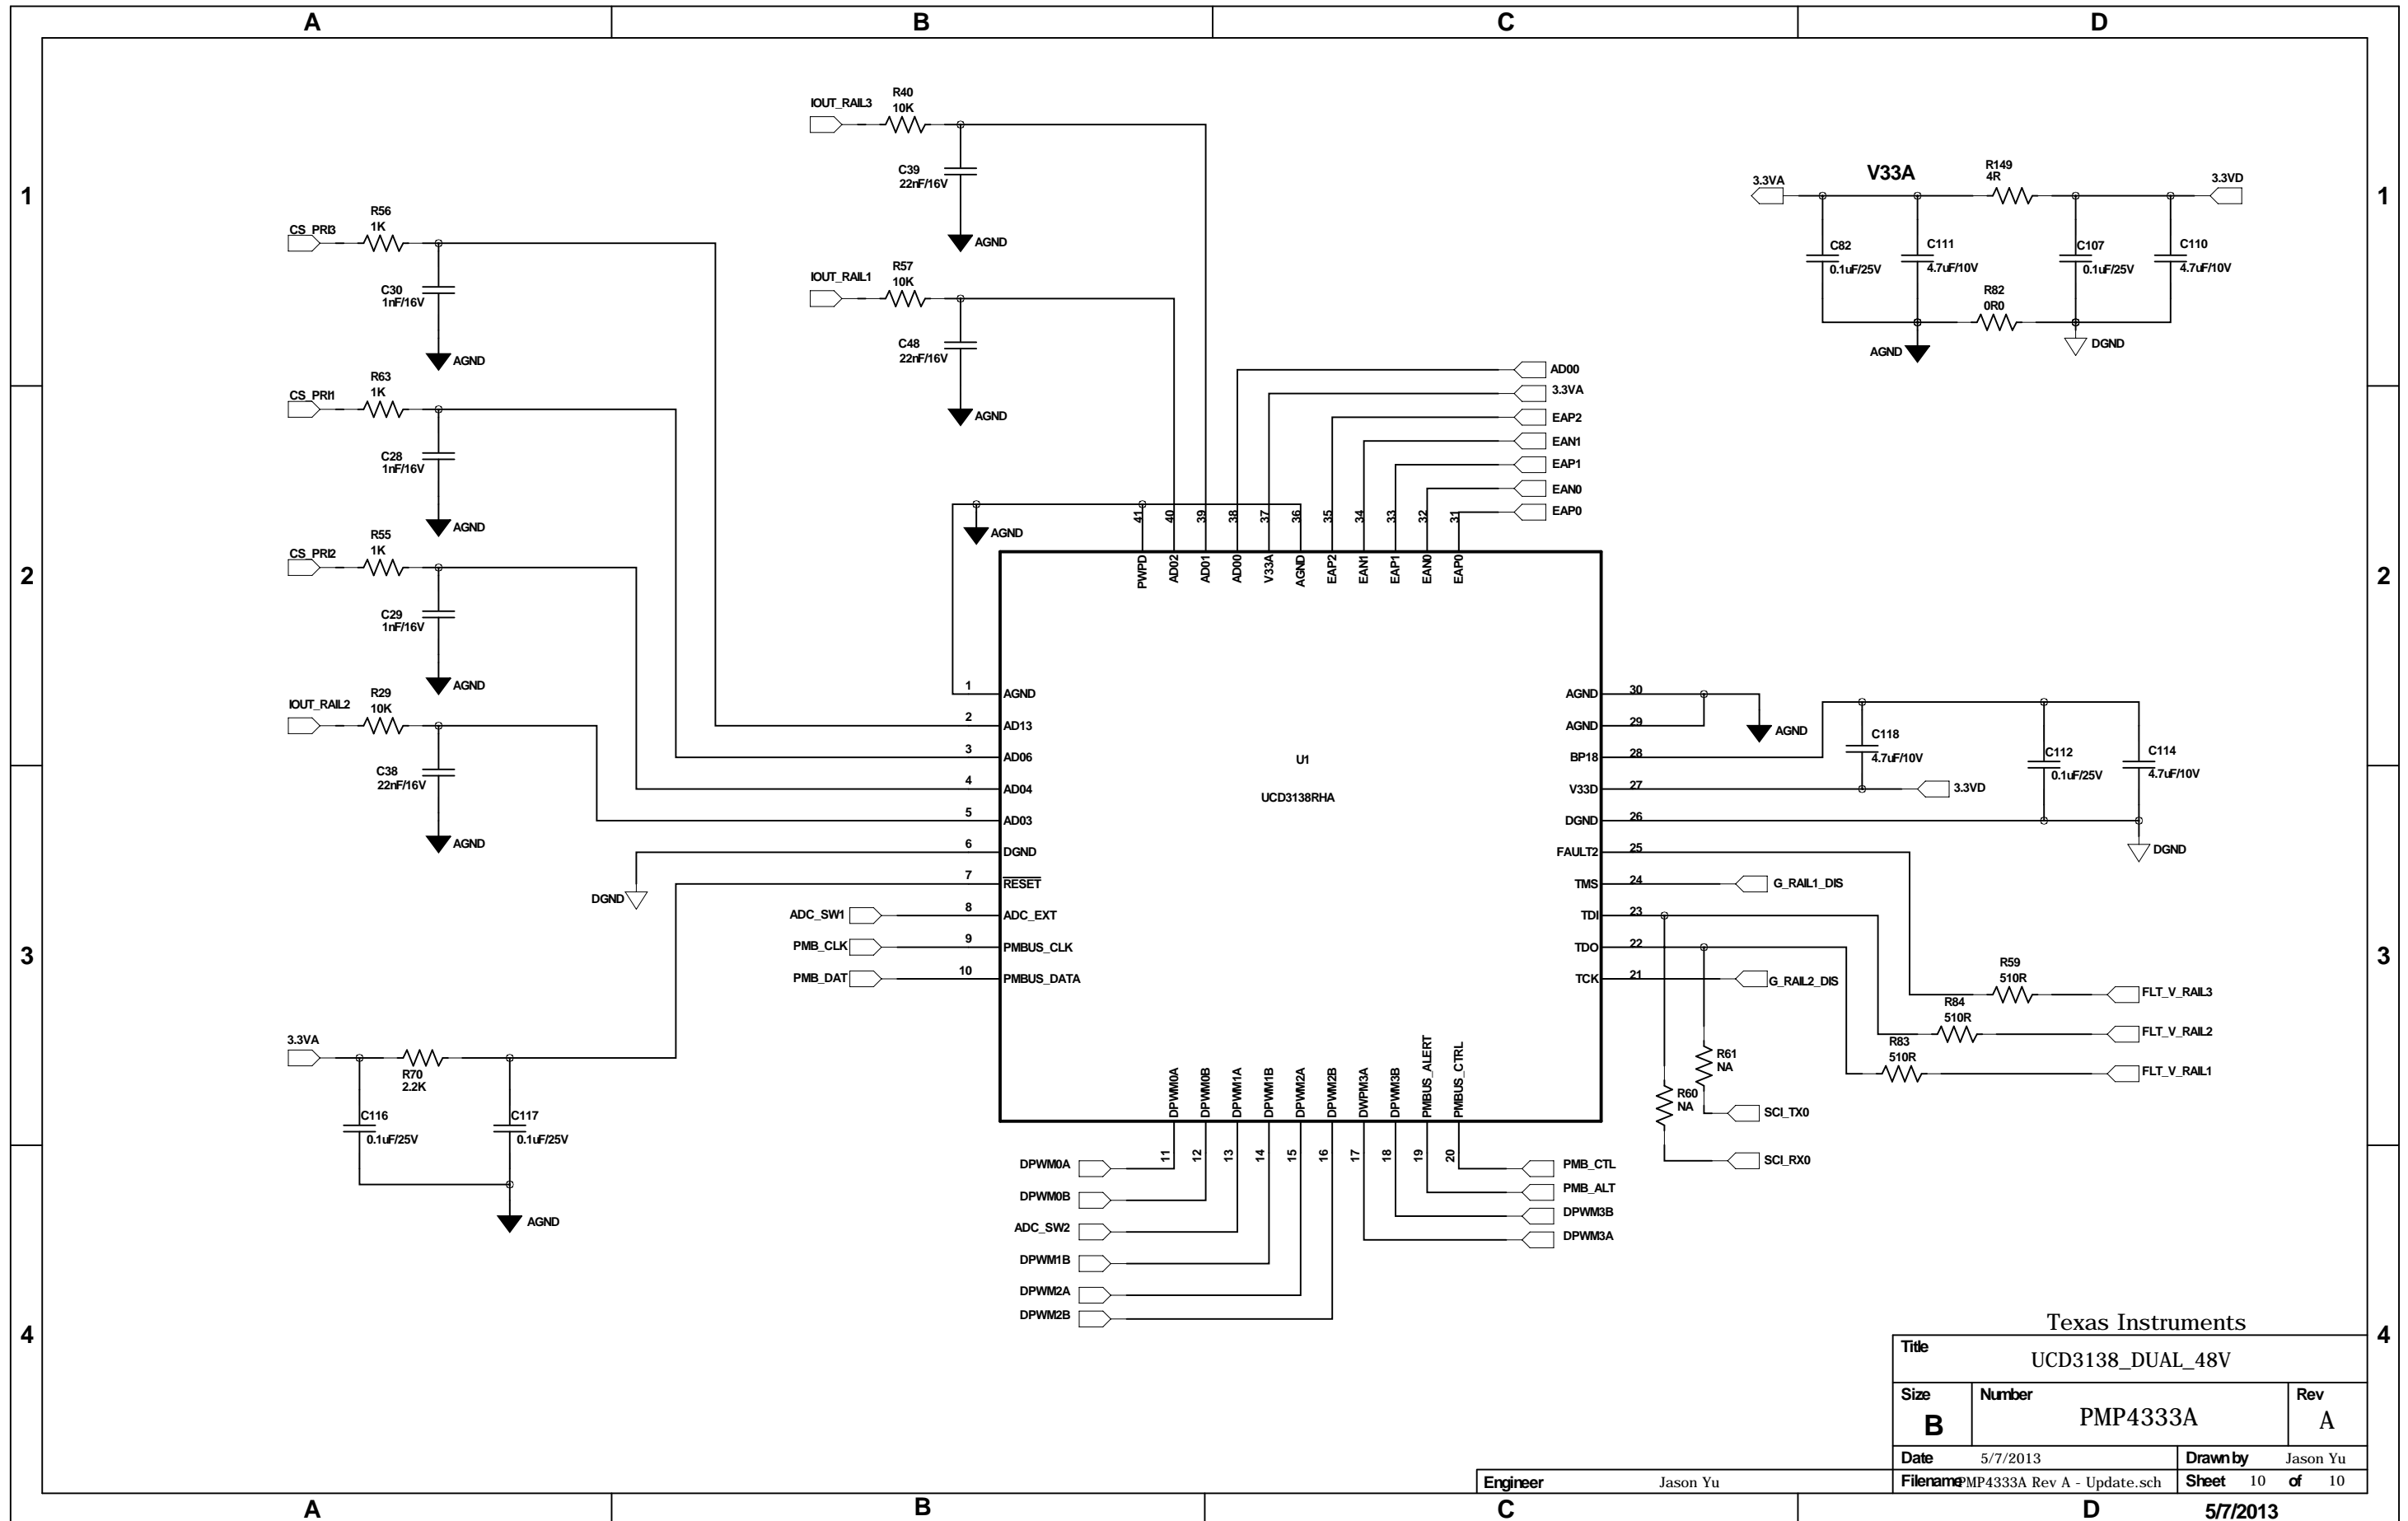 A B C D
1
2
3
4
1
2
3
4
IOUT_RAIL3
R40
10K
C39
22nF/16V
AGND
IOUT_RAIL1
R57
10K
C48
22nF/16V
AGND
CS_PRI3
R56
1K
C30
1nF/16V
AGND
CS_PRI1
R63
1K
C28
1nF/16V
AGND
CS_PRI2
R55
1K
C29
1nF/16V
AGND
IOUT_RAIL2
R29
10K
C38
22nF/16V
AGND
DGND
ADC_SW1
PMB_CLK
PMB_DAT
3.3VA
R70
2.2K
C116
0.1uF/25V
C117
0.1uF/25V
AGND
3.3VA
V33A
R149
4R
3.3VD
C82
0.1uF/25V
C111
4.7uF/10V
C107
0.1uF/25V
C110
4.7uF/10V
R82
0R0
AGND
DGND
AD00
3.3VA
EAP2
EAN1
EAP1
EAN0
EAP0
AGND
41 40 39 38 37 36 35 34 33 32 31
PWPD AD02 AD01 AD00 V33A AGND EAP2 EAN1 EAP1 EAN0 EAP0
1 AGND
2 AD13
3 AD06
4 AD04
5 AD03
6 DGND
7 RESET
8 ADC_EXT
9 PMBUS_CLK
10 PMBUS_DATA
U1
UCD3138RHA
AGND 30
AGND 29
BP18 28
V33D 27
DGND 26
FAULT2 25
TMS 24
TDI 23
TDO 22
TCK 21
DPWM0A DPWM0B DPWM1A DPWM1B DPWM2A DPWM2B DWPM3A DPWM3B PMBUS_ALERT PMBUS_CTRL
11 12 13 14 15 16 17 18 19 20
AGND
C118
4.7uF/10V
C112
0.1uF/25V
C114
4.7uF/10V
3.3VD
DGND
G_RAIL1_DIS
G_RAIL2_DIS
R59
510R
FLT_V_RAIL3
R84
510R
FLT_V_RAIL2
R83
510R
FLT_V_RAIL1
R61
NA
R60
NA
SCI_TX0
SCI_RX0
DPWM0A
DPWM0B
ADC_SW2
DPWM1B
DPWM2A
DPWM2B
PMB_CTL
PMB_ALT
DPWM3B
DPWM3A
Texas Instruments
Title
UCD3138_DUAL_48V
Size
B
Number
PMP4333A
Rev
A
Date 5/7/2013
Drawn by Jason Yu
Engineer Jason Yu
Filename PMP4333A Rev A - Update.sch
Sheet 10 of 10
A B C D
5/7/2013